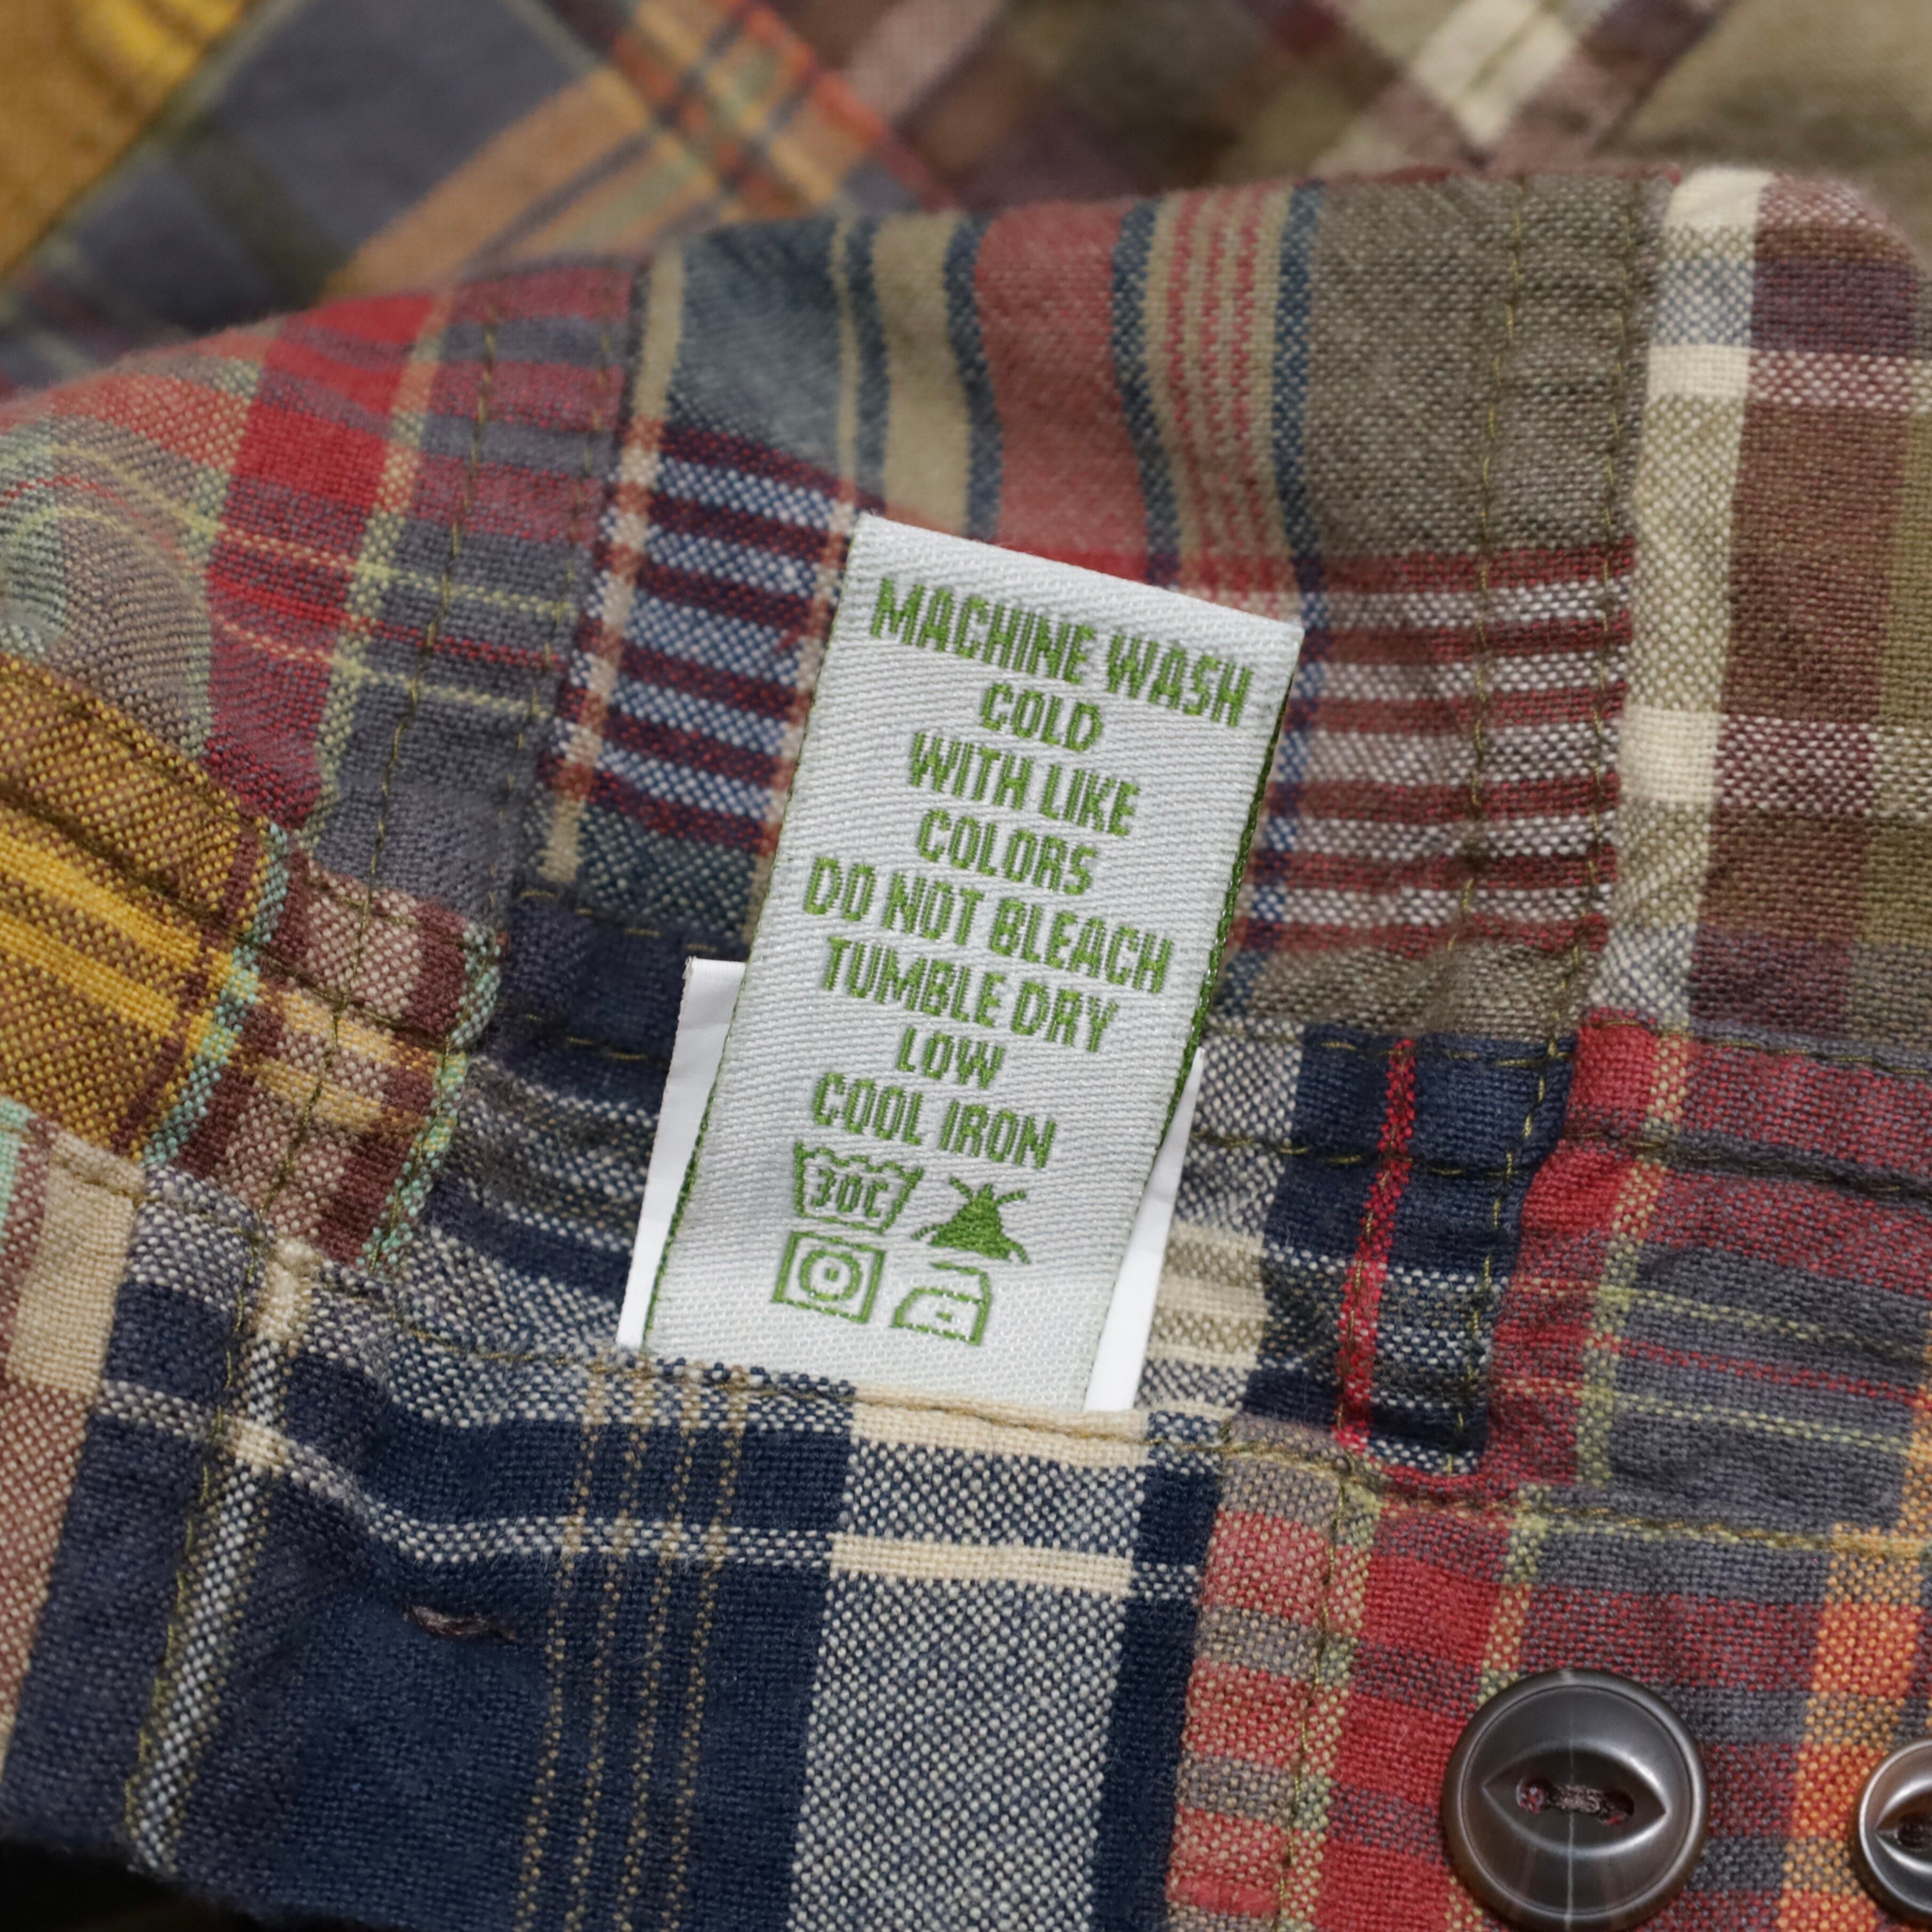 MACHINE WASH
COLD
WITH LIKE
COLORS
DO NOT BLEACH
TUMBLE DRY
LOW
COOL IRON
30C